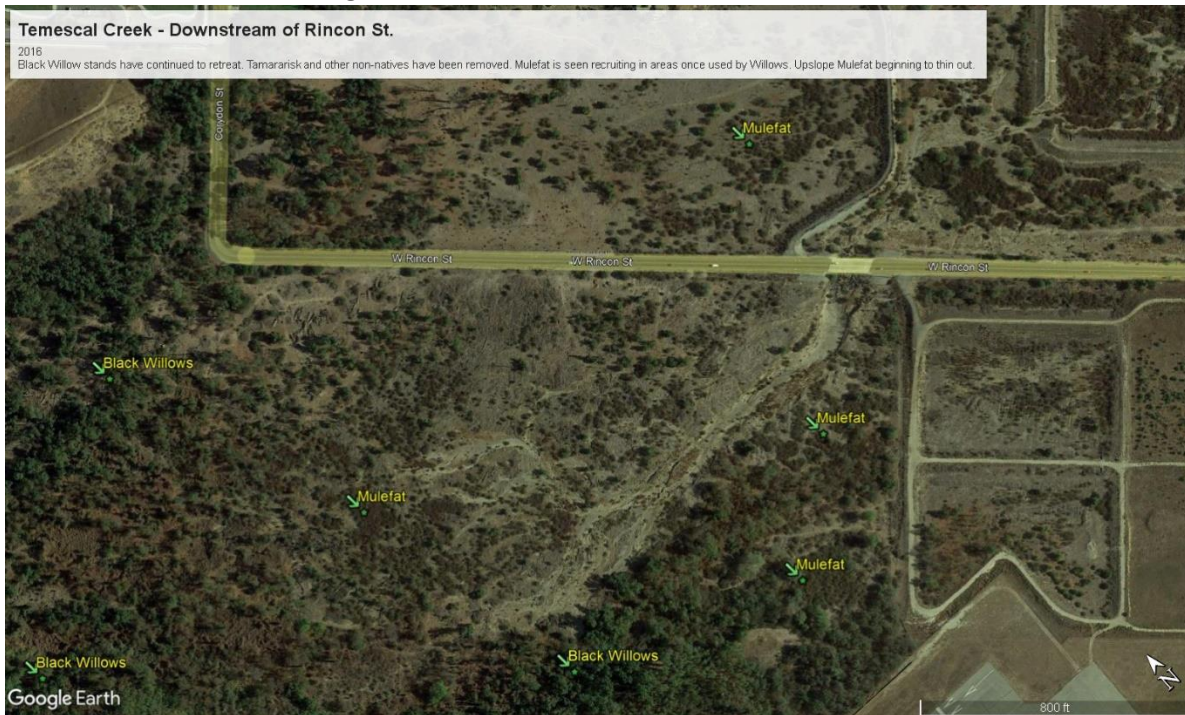 Temescal Creek - Downstream of Rincon St.
2016
Black Willow stands have continued to retreat. Tamararisk and other non-natives have been removed. Mulefat is seen recruiting in areas once used by Willows. Upslope Mulefat beginning to thin out.
Corydon St
Mulefat
W Rincon St
W Rincon St
W Rincon St
Black Willows
Mulefat
Mulefat
Mulefat
Black Willows
Black Willows
N
Google Earth
800 ft